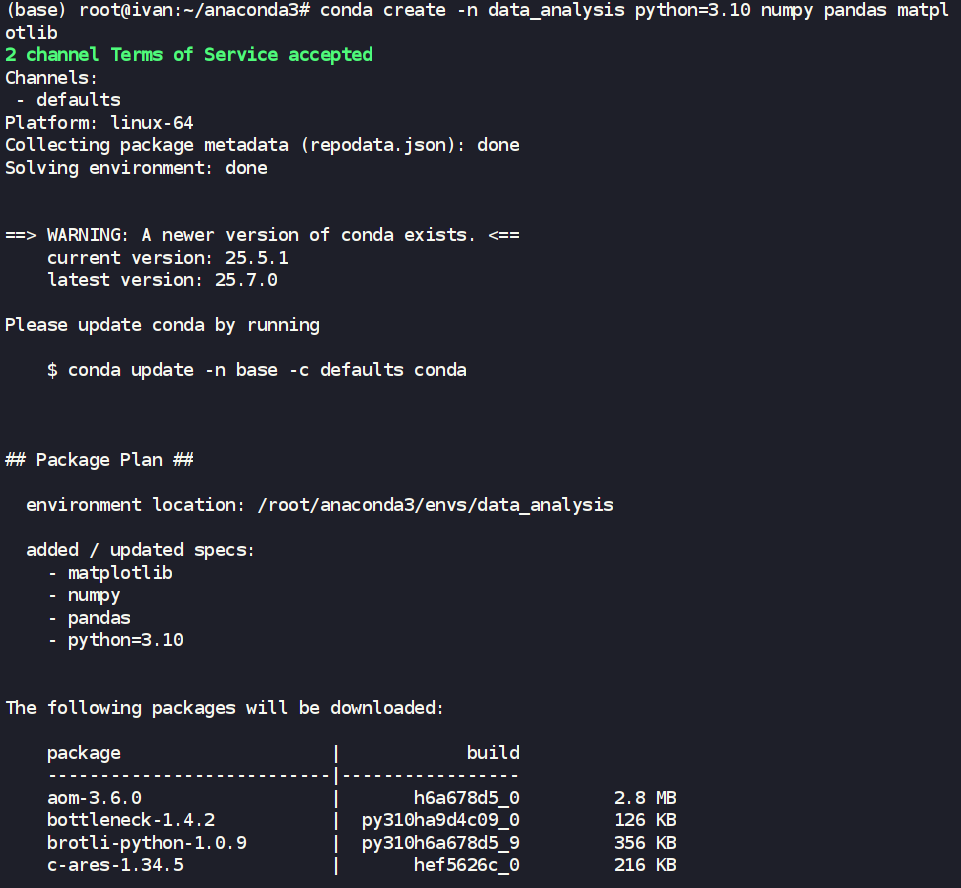 (base) root@ivan:~/anaconda3# conda create -n data_analysis python=3.10 numpy pandas matpl
otlib
2 channel Terms of Service accepted
Channels:
 - defaults
Platform: linux-64
Collecting package metadata (repodata.json): done
Solving environment: done
==> WARNING: A newer version of conda exists. <==
    current version: 25.5.1
    latest version: 25.7.0
Please update conda by running
    $ conda update -n base -c defaults conda
## Package Plan ##
  environment location: /root/anaconda3/envs/data_analysis
  added / updated specs:
    - matplotlib
    - numpy
    - pandas
    - python=3.10
The following packages will be downloaded:
    package                    |            build
    ---------------------------|-----------------
    aom-3.6.0                  |       h6a678d5_0         2.8 MB
    bottleneck-1.4.2           |  py310ha9d4c09_0         126 KB
    brotli-python-1.0.9        |  py310h6a678d5_9         356 KB
    c-ares-1.34.5              |       hef5626c_0         216 KB